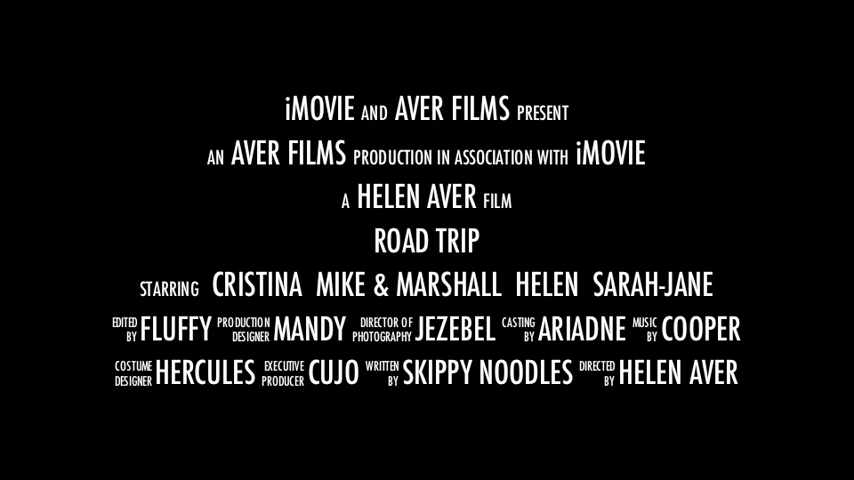 iMOVIE AND AVER FILMS PRESENT
AN AVER FILMS PRODUCTION IN ASSOCIATION WITH iMOVIE
A HELEN AVER FILM
ROAD TRIP
STARRING CRISTINA MIKE & MARSHALL HELEN SARAH-JANE
EDITED BY FLUFFY PRODUCTION DESIGNER MANDY DIRECTOR OF PHOTOGRAPHY JEZEBEL CASTING BY ARIADNE MUSIC BY COOPER
COSTUME DESIGNER HERCULES EXECUTIVE PRODUCER CUJO WRITTEN BY SKIPPY NOODLES DIRECTED BY HELEN AVER